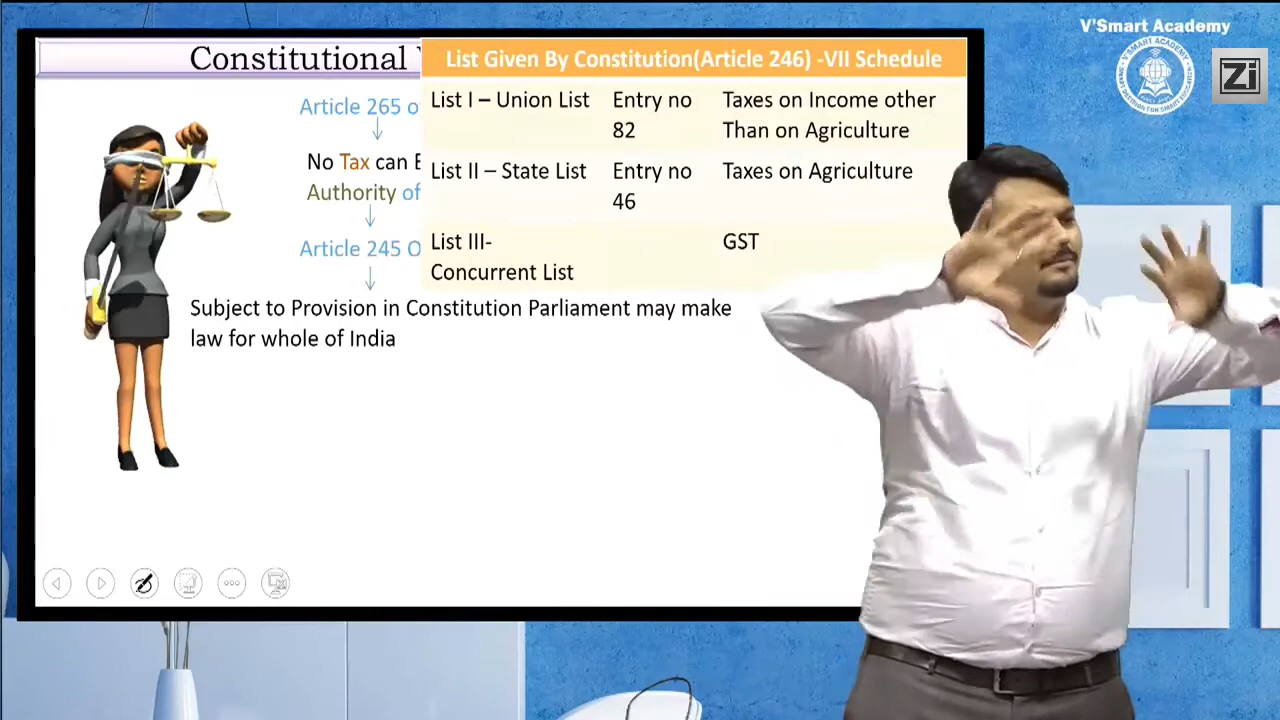 V'Smart Academy
Zi
Constitutional
List Given By Constitution(Article 246) -VII Schedule
Article 265 o
List I – Union List Entry no 82 Taxes on Income other Than on Agriculture
No Tax can
Authority of
List II – State List Entry no 46 Taxes on Agriculture
Article 245 O
List III- Concurrent List GST
Subject to Provision in Constitution Parliament may make
law for whole of India